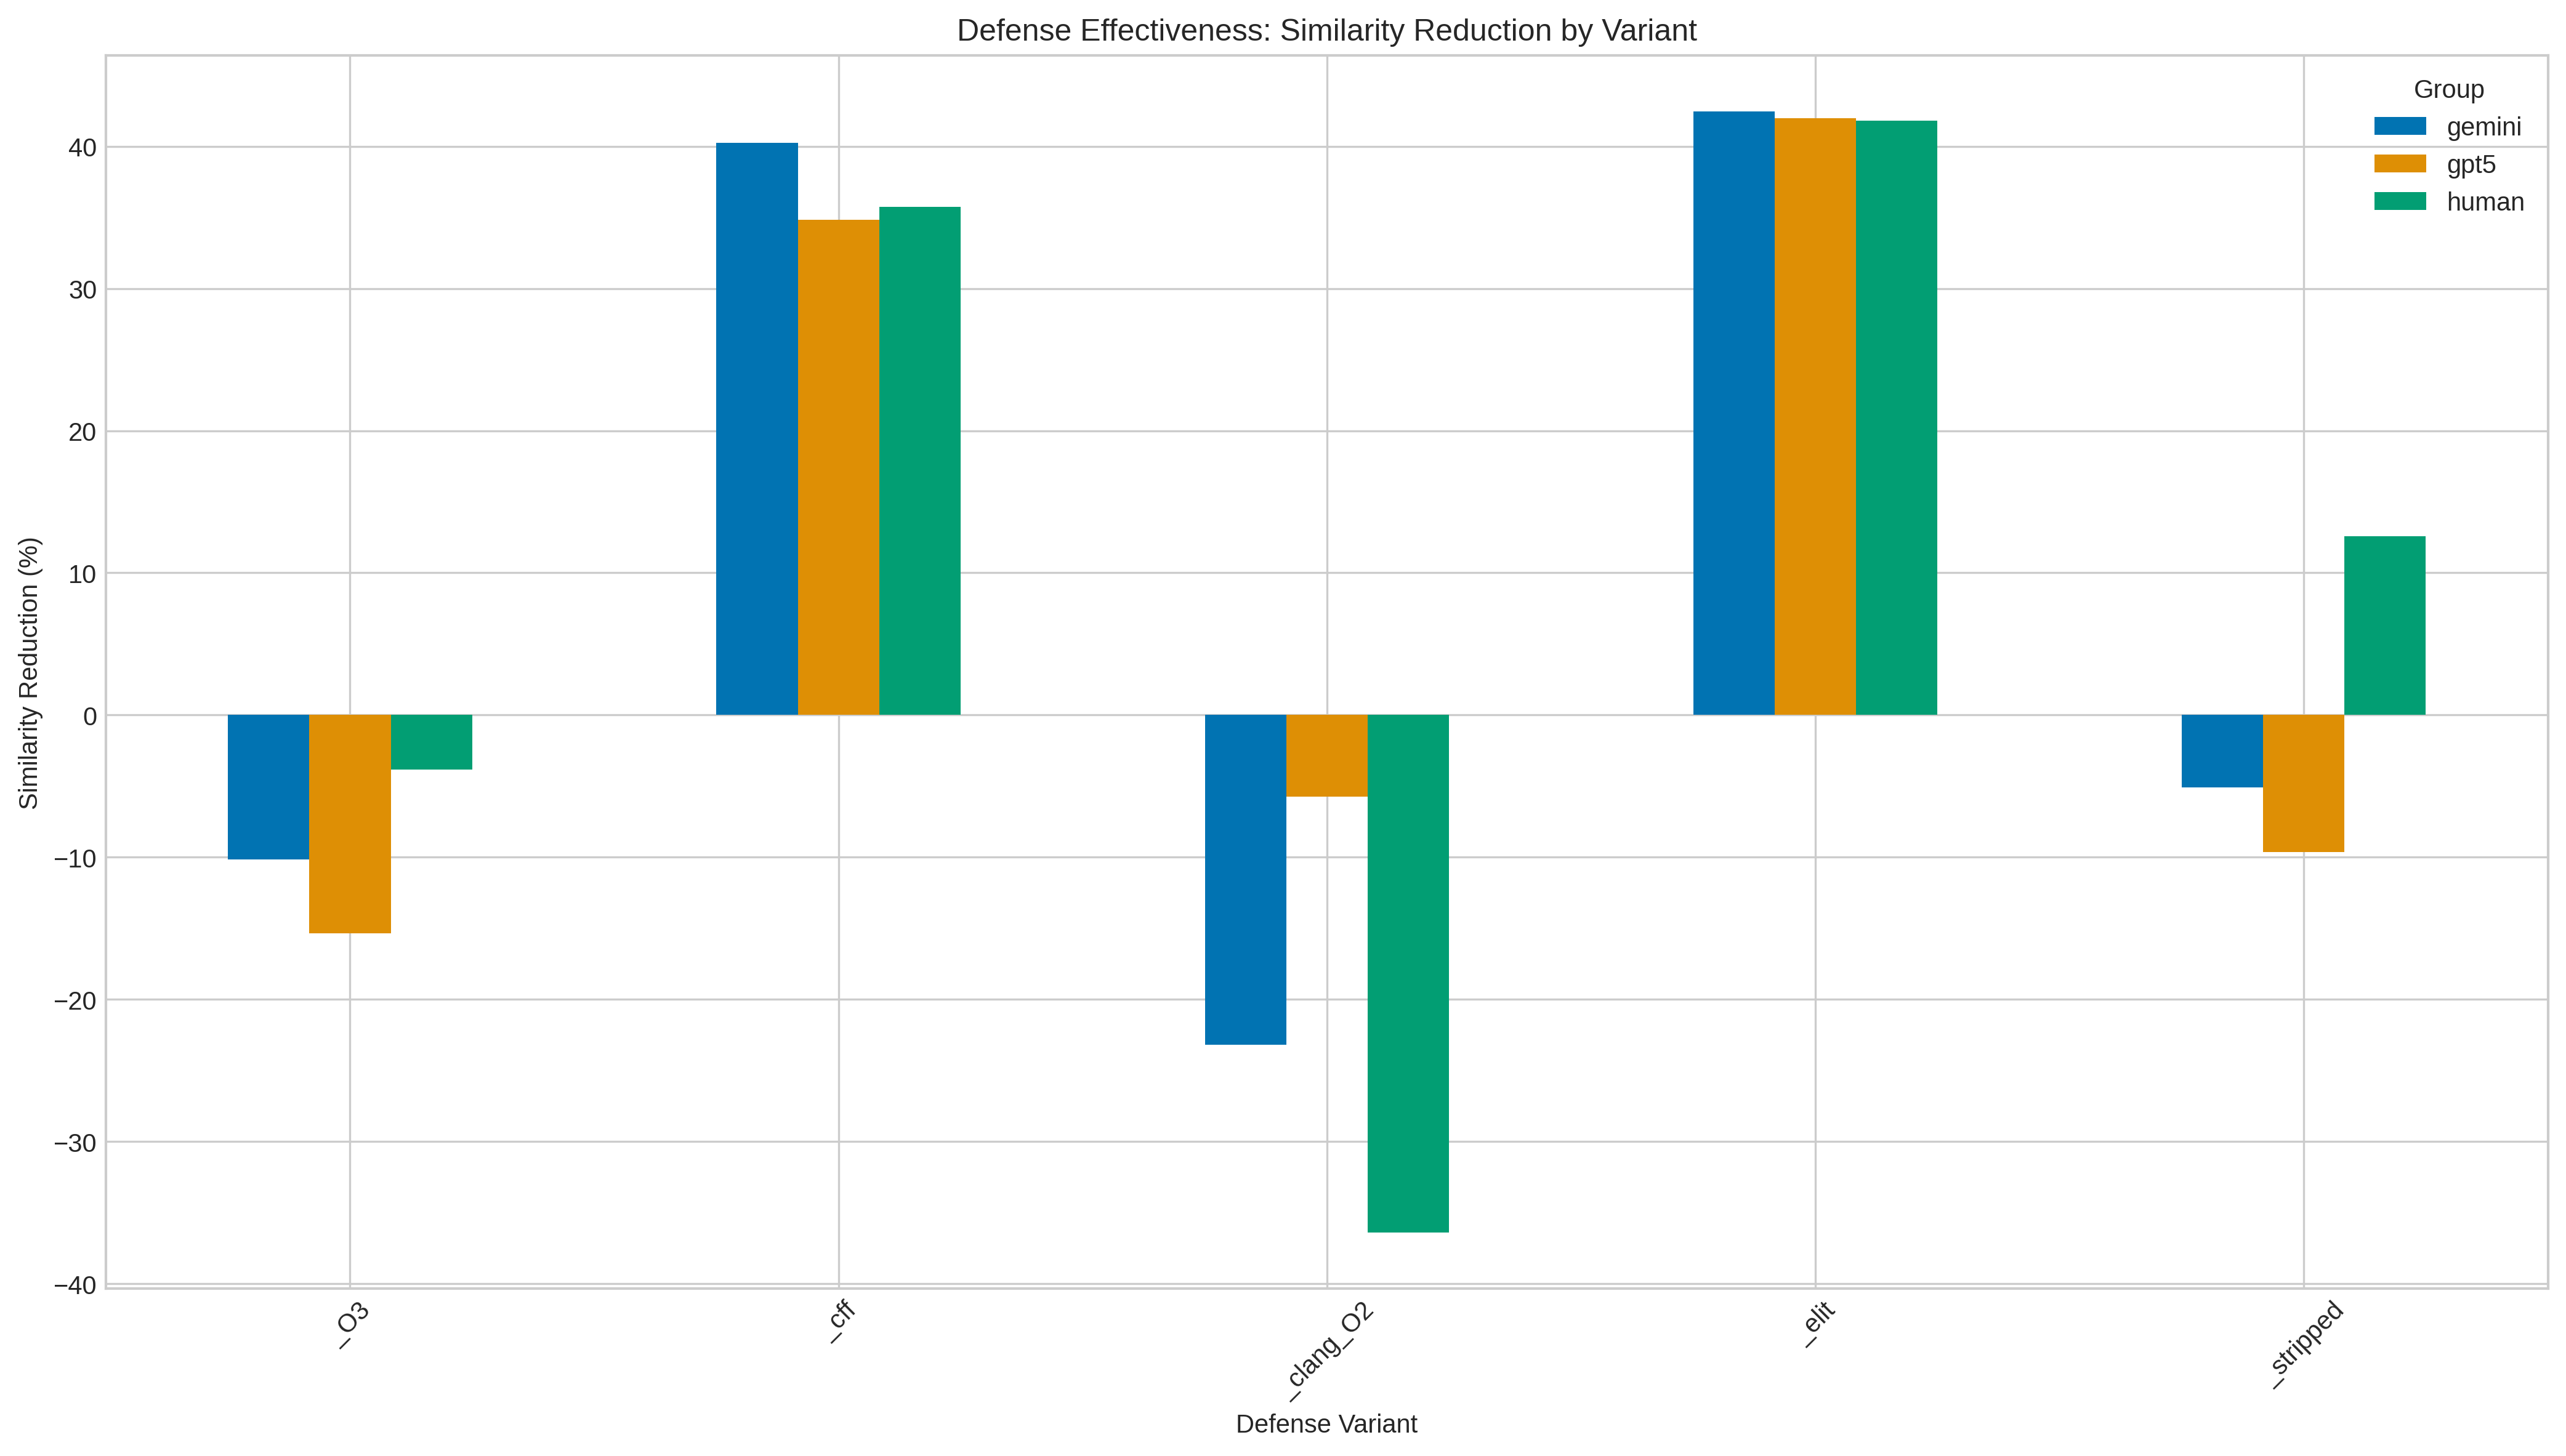 Defense Effectiveness: Similarity Reduction by Variant
Group
gemini
gpt5
human
Similarity Reduction (%)
40
30
20
10
0
−10
−20
−30
−40
_O3
_cff
_clang_O2
_elit
_stripped
Defense Variant